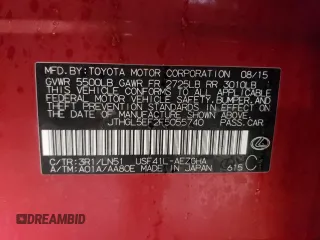 MFD. BY: TOYOTA MOTOR CORPORATION 08/15
GVWR 5500LB GAWR FR 2725LB RR 3010LB
THIS VEHICLE CONFORMS TO ALL APPLICABLE
FEDERAL MOTOR VEHICLE SAFETY, BUMPER, AND
THEFT PREVENTION STANDARDS IN EFFECT ON
THE DATE OF MANUFACTURE SHOWN ABOVE.
JTHGL5EF2K5055740 PASS CAR
C/TR: 3R1/LN51 USF41L-AEZGHA
A/TM: A01A/AA80E MADE IN JAPAN
C